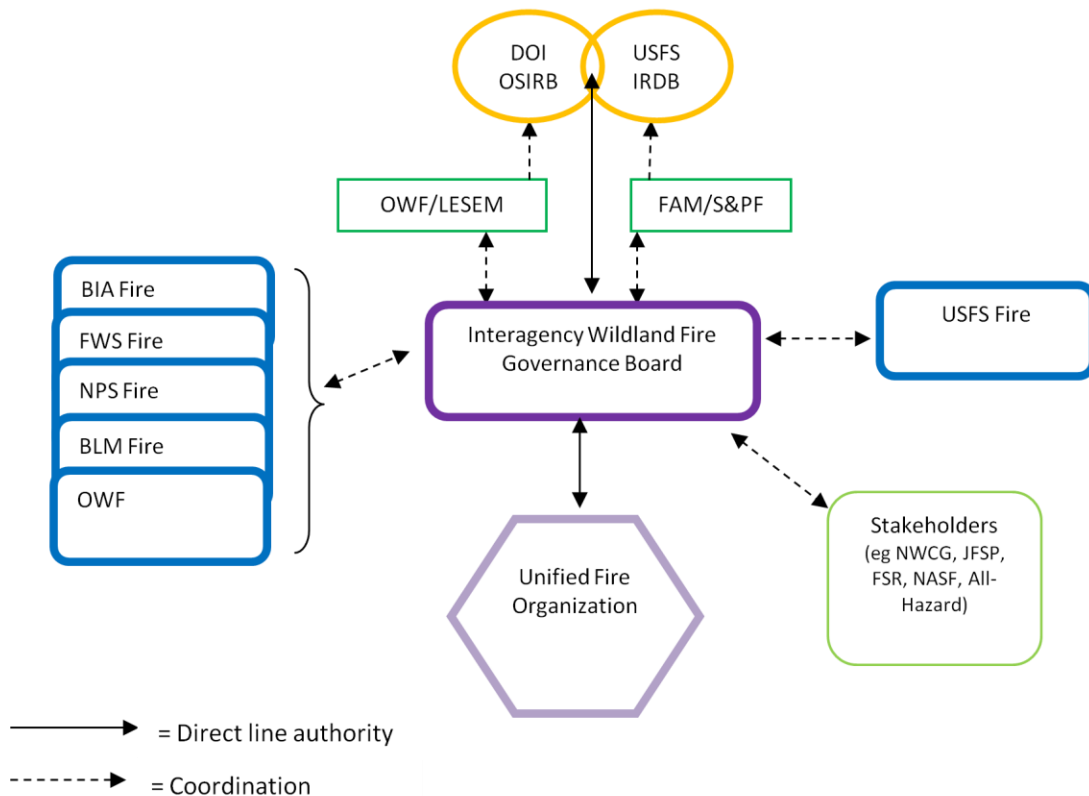 DOI
OSIRB
USFS
IRDB
OWF/LESEM
FAM/S&PF
BIA Fire
FWS Fire
NPS Fire
BLM Fire
OWF
Interagency Wildland Fire
Governance Board
USFS Fire
Unified Fire
Organization
Stakeholders
(eg NWCG, JFSP,
FSR, NASF, All-
Hazard)
= Direct line authority
= Coordination